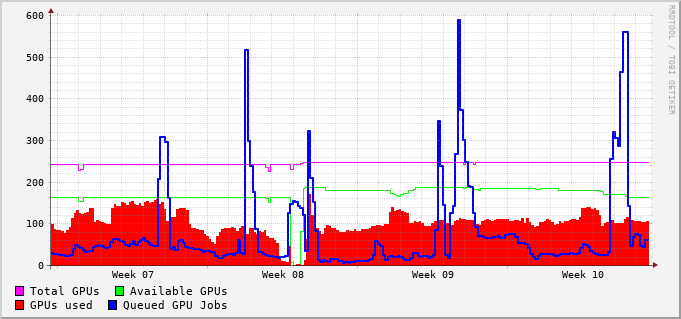 600
500
400
300
200
100
0
Week 07 Week 08 Week 09 Week 10
Total GPUs Available GPUs
GPUs used Queued GPU Jobs
RRDTOOL / TOBI OETIKER